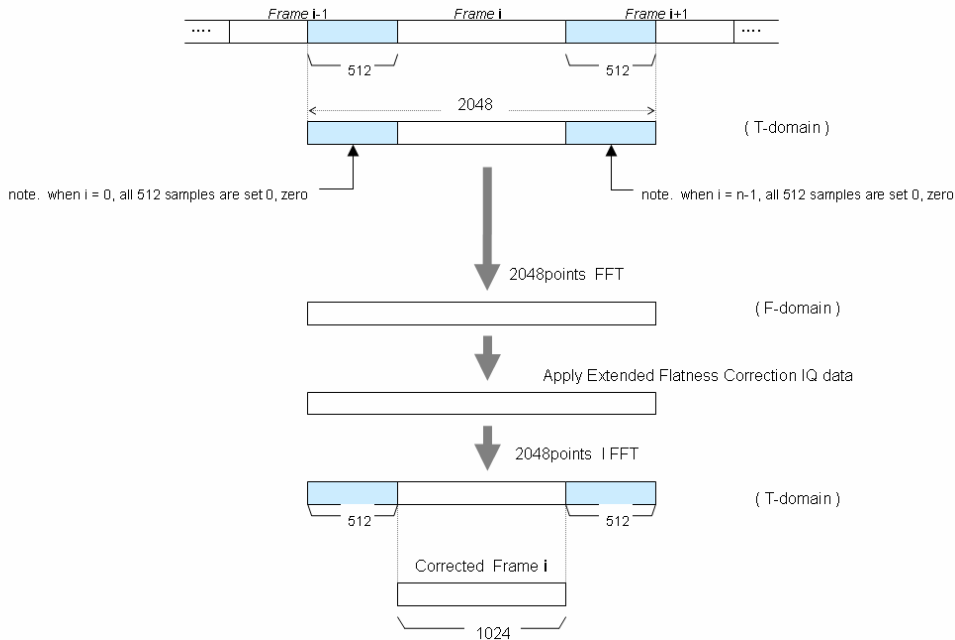 Frame i-1 Frame i Frame i+1
.... ....
512 512
2048
( T-domain )
note. when i = 0, all 512 samples are set 0, zero
note. when i = n-1, all 512 samples are set 0, zero
2048points FFT
( F-domain )
Apply Extended Flatness Correction IQ data
2048points I FFT
( T-domain )
512 512
Corrected Frame i
1024